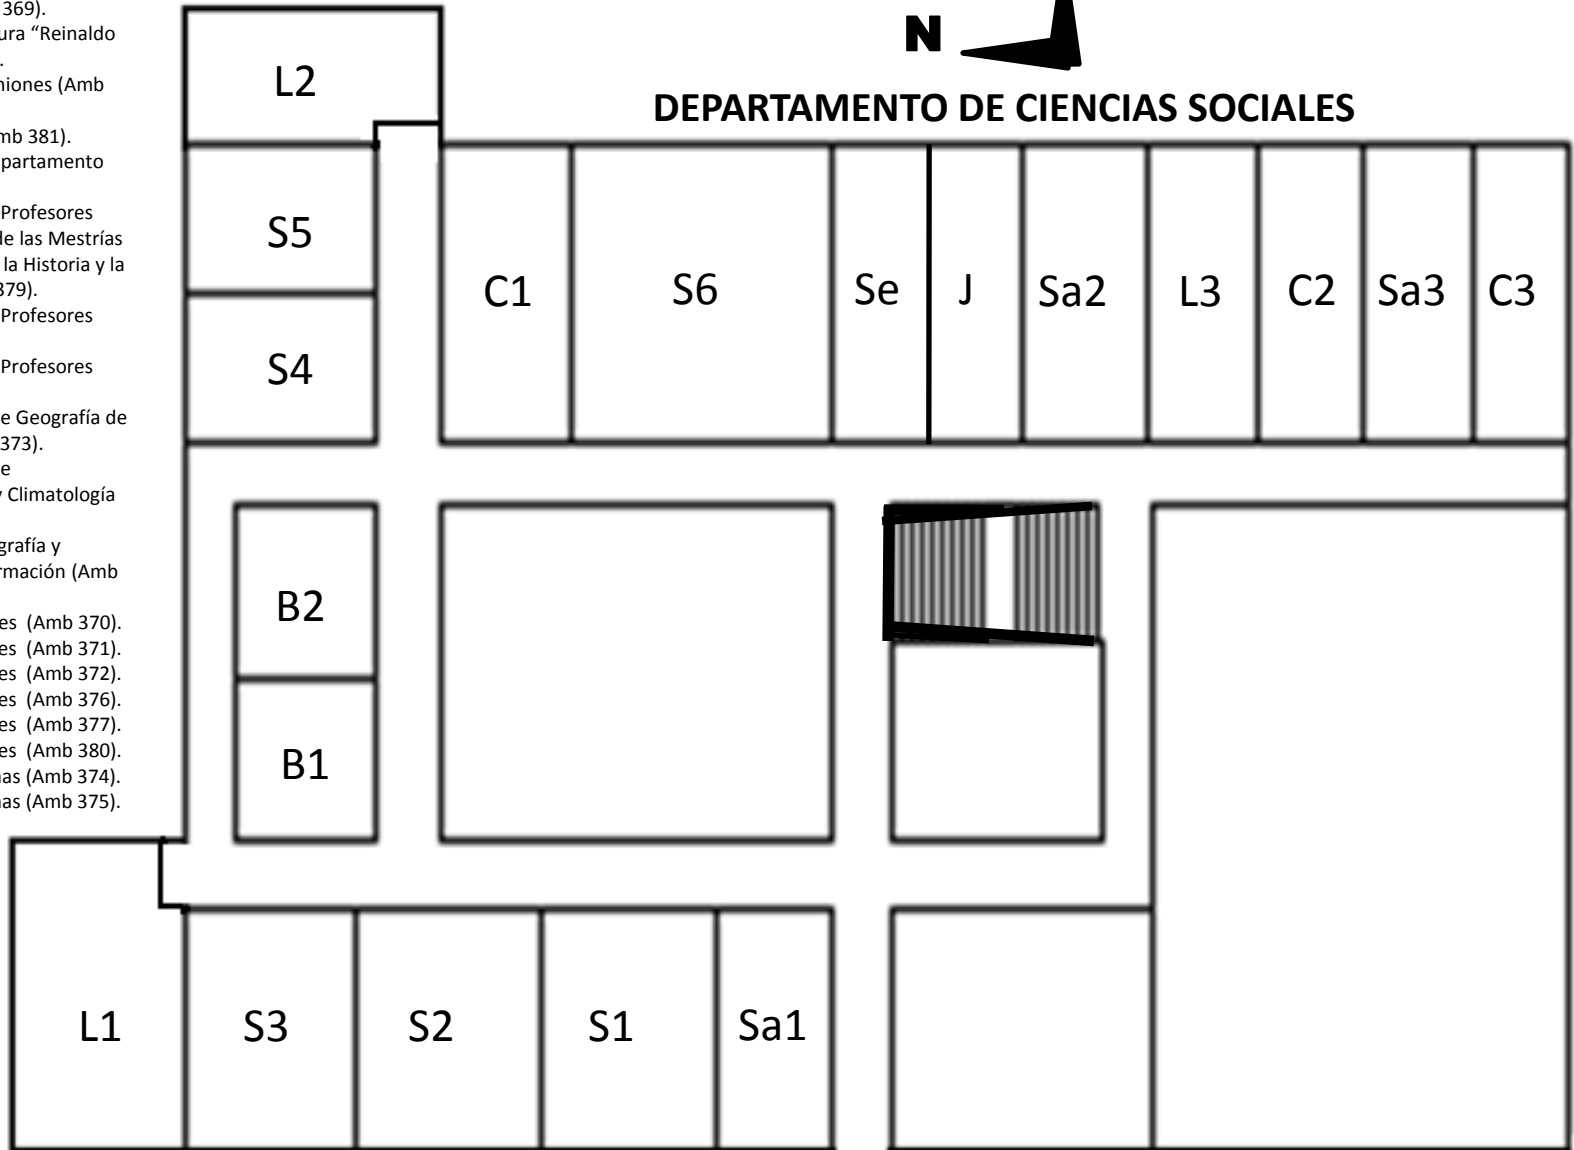 369).
ura “Reinaldo
.
niones (Amb
mb 381).
partamento
Profesores
de las Mestrías
la Historia y la
379).
Profesores
Profesores
e Geografía de
373).
e
y Climatología
grafía y
rmación (Amb
es (Amb 370).
es (Amb 371).
es (Amb 372).
es (Amb 376).
es (Amb 377).
es (Amb 380).
nas (Amb 374).
nas (Amb 375).
N
DEPARTAMENTO DE CIENCIAS SOCIALES
L2
S5
S4
C1
S6
Se
J
Sa2
L3
C2
Sa3
C3
B2
B1
L1
S3
S2
S1
Sa1